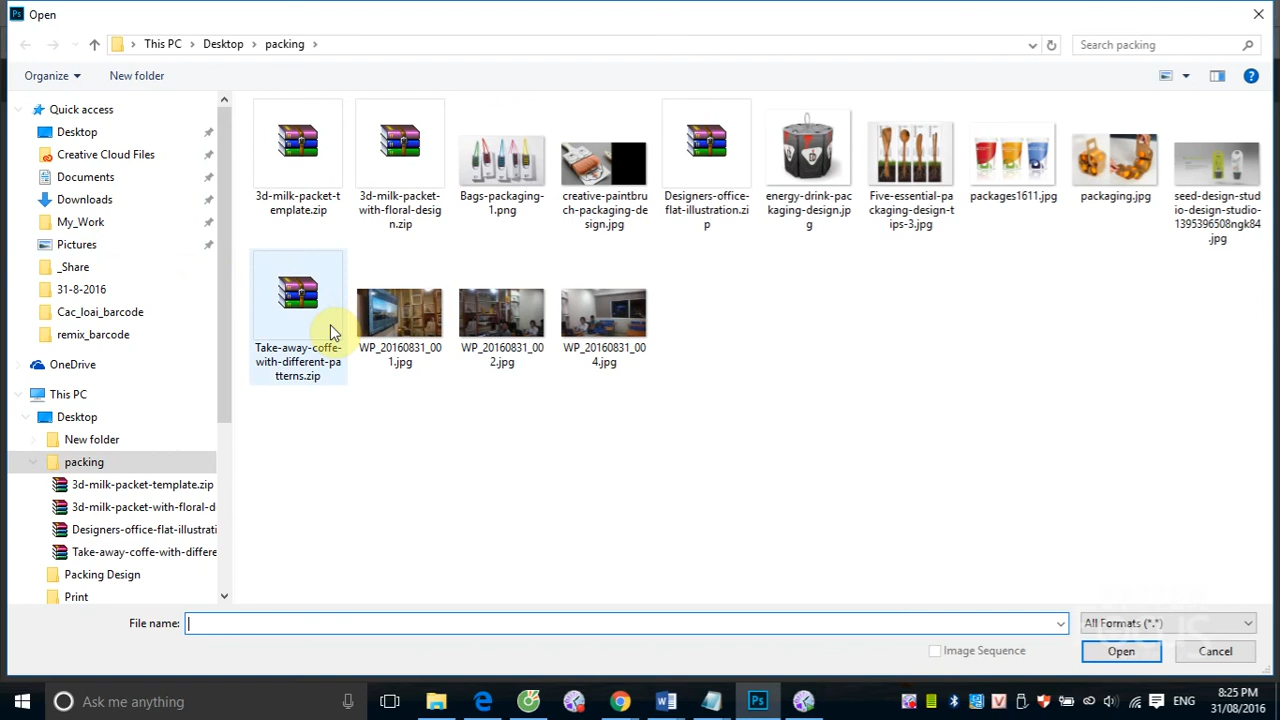 Ps Open
This PC > Desktop > packing >
Search packing
Organize
New folder
Quick access
Desktop
Creative Cloud Files
Documents
Downloads
My_Work
Pictures
_Share
31-8-2016
Cac_loai_barcode
remix_barcode
OneDrive
This PC
Desktop
New folder
packing
3d-milk-packet-template.zip
3d-milk-packet-with-floral-d
Designers-office-flat-illustrati
Take-away-coffe-with-differe
Packing Design
Print
3d-milk-packet-t
emplate.zip
3d-milk-packet-
with-floral-desig
n.zip
Bags-packaging-
1.png
creative-paintbru
ch-packaging-de
sign.jpg
Designers-office-
flat-illustration.zi
p
energy-drink-pac
kaging-design.jp
g
Five-essential-pa
ckaging-design-t
ips-3.jpg
packages1611.jpg
packaging.jpg
seed-design-stud
io-design-studio-
1395396508ngk84
.jpg
Take-away-coffe-
with-different-pa
tterns.zip
WP_20160831_00
1.jpg
WP_20160831_00
2.jpg
WP_20160831_00
4.jpg
File name:
All Formats (*.*)
Image Sequence
Open
Cancel
Ask me anything
Ps
ENG
8:25 PM
31/08/2016